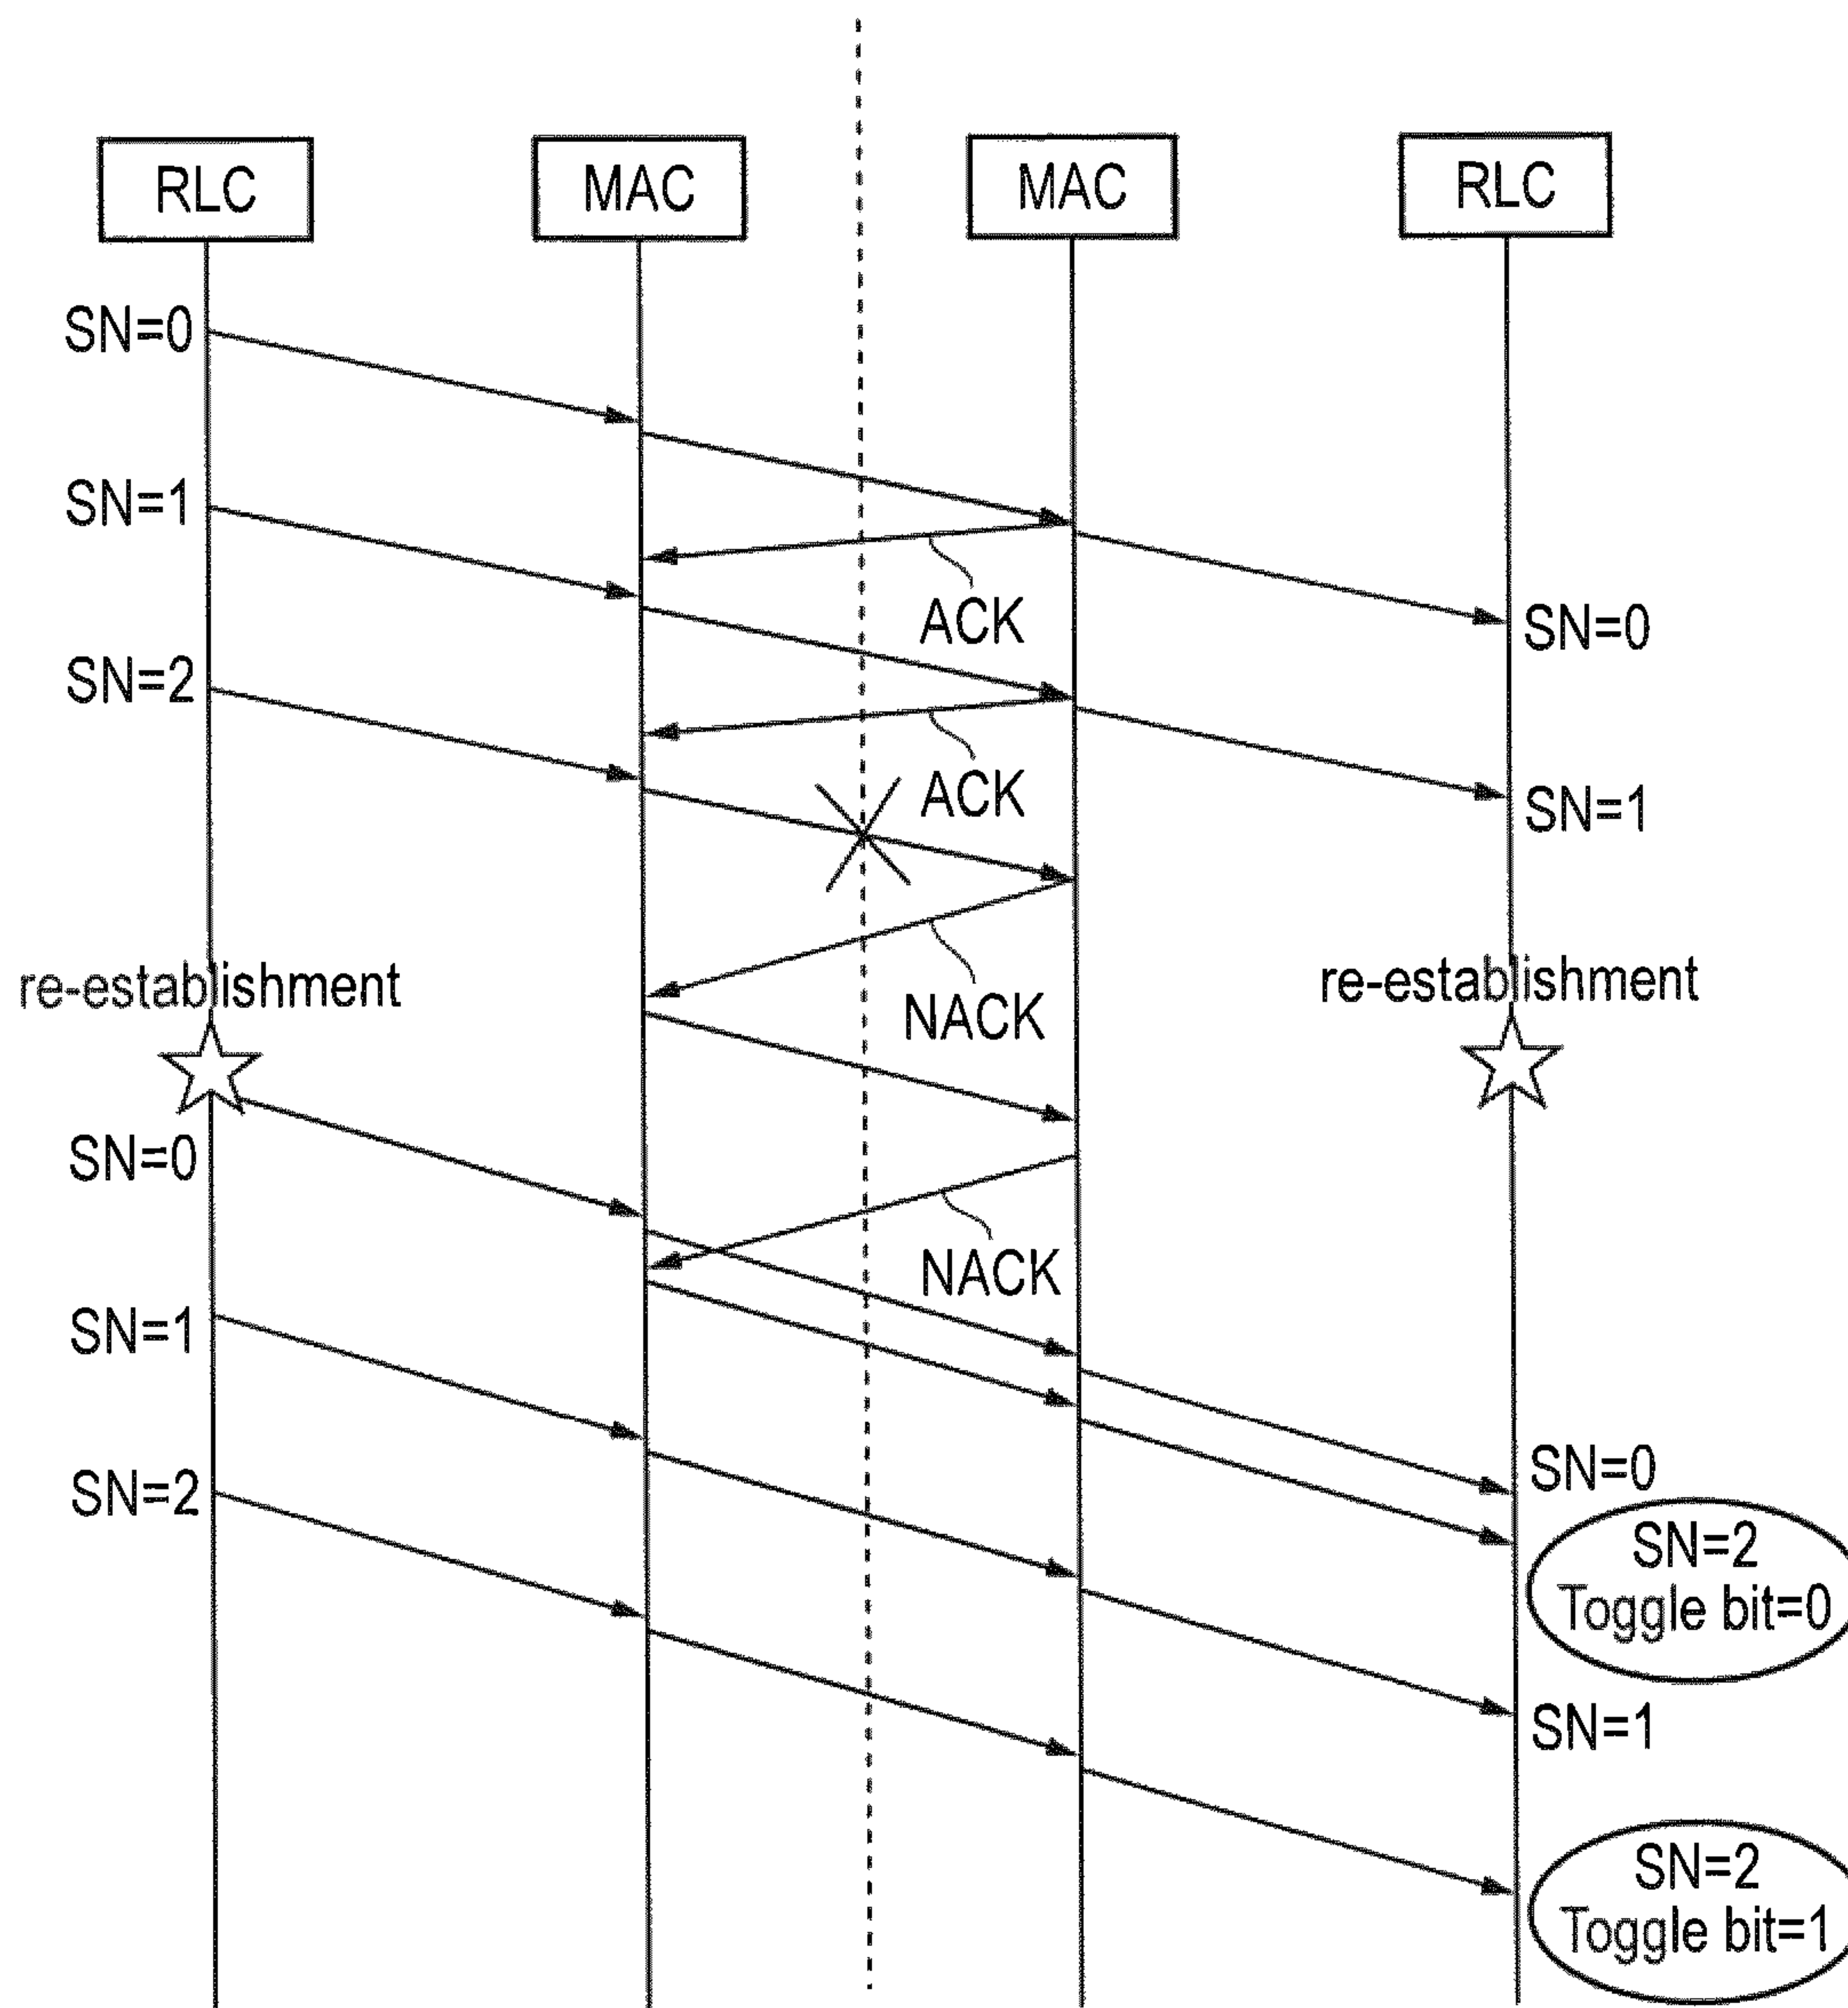 RLC
MAC
MAC
RLC
SN=0
SN=1
ACK
SN=0
SN=2
ACK
SN=1
re-establishment
re-establishment
NACK
SN=0
NACK
SN=1
SN=0
SN=2
SN=2
Toggle bit=0
SN=1
SN=2
Toggle bit=1